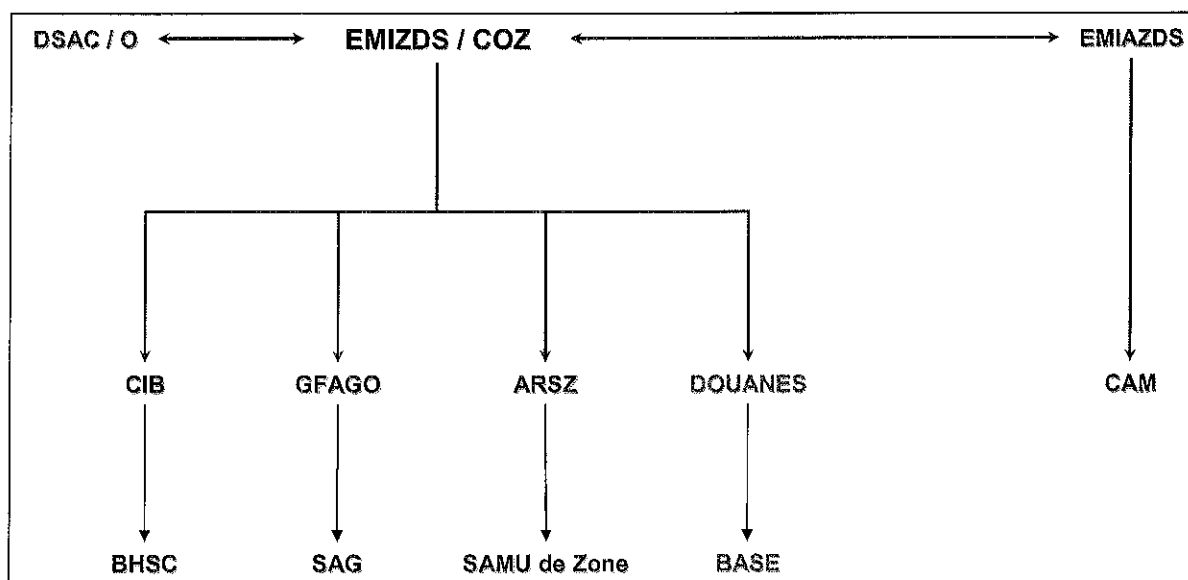 DSAC / O EMIZDS / COZ EMIAZDS
CIB GFAGO ARSZ DOUANES CAM
BHSC SAG SAMU de Zone BASE